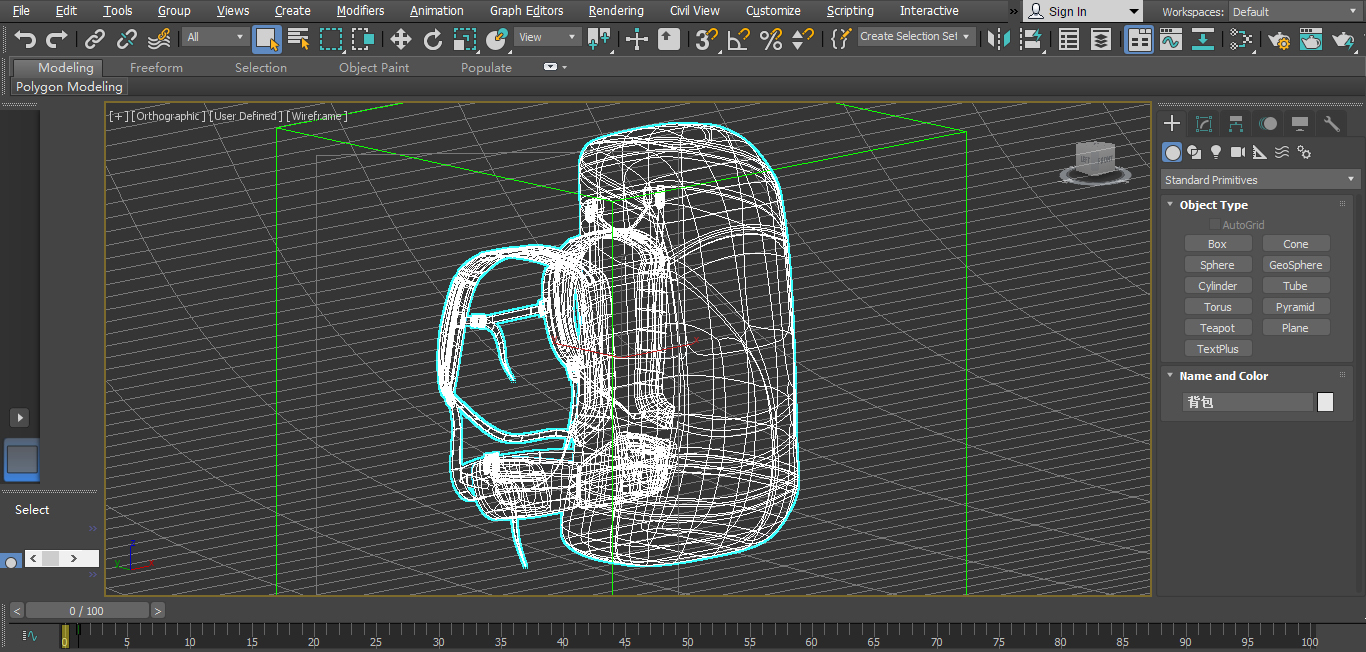 File Edit Tools Group Views Create Modifiers Animation Graph Editors Rendering Civil View Customize Scripting Interactive » Sign In Workspaces: Default
All View Create Selection Set
Modeling Freeform Selection Object Paint Populate
Polygon Modeling
[+] [Orthographic ] [User Defined ] [Wireframe ]
Standard Primitives
Object Type
AutoGrid
Box Cone
Sphere GeoSphere
Cylinder Tube
Torus Pyramid
Teapot Plane
TextPlus
Name and Color
背包
Select
»
< >
»
z
y x
< 0 / 100 >
0 5 10 15 20 25 30 35 40 45 50 55 60 65 70 75 80 85 90 95 100